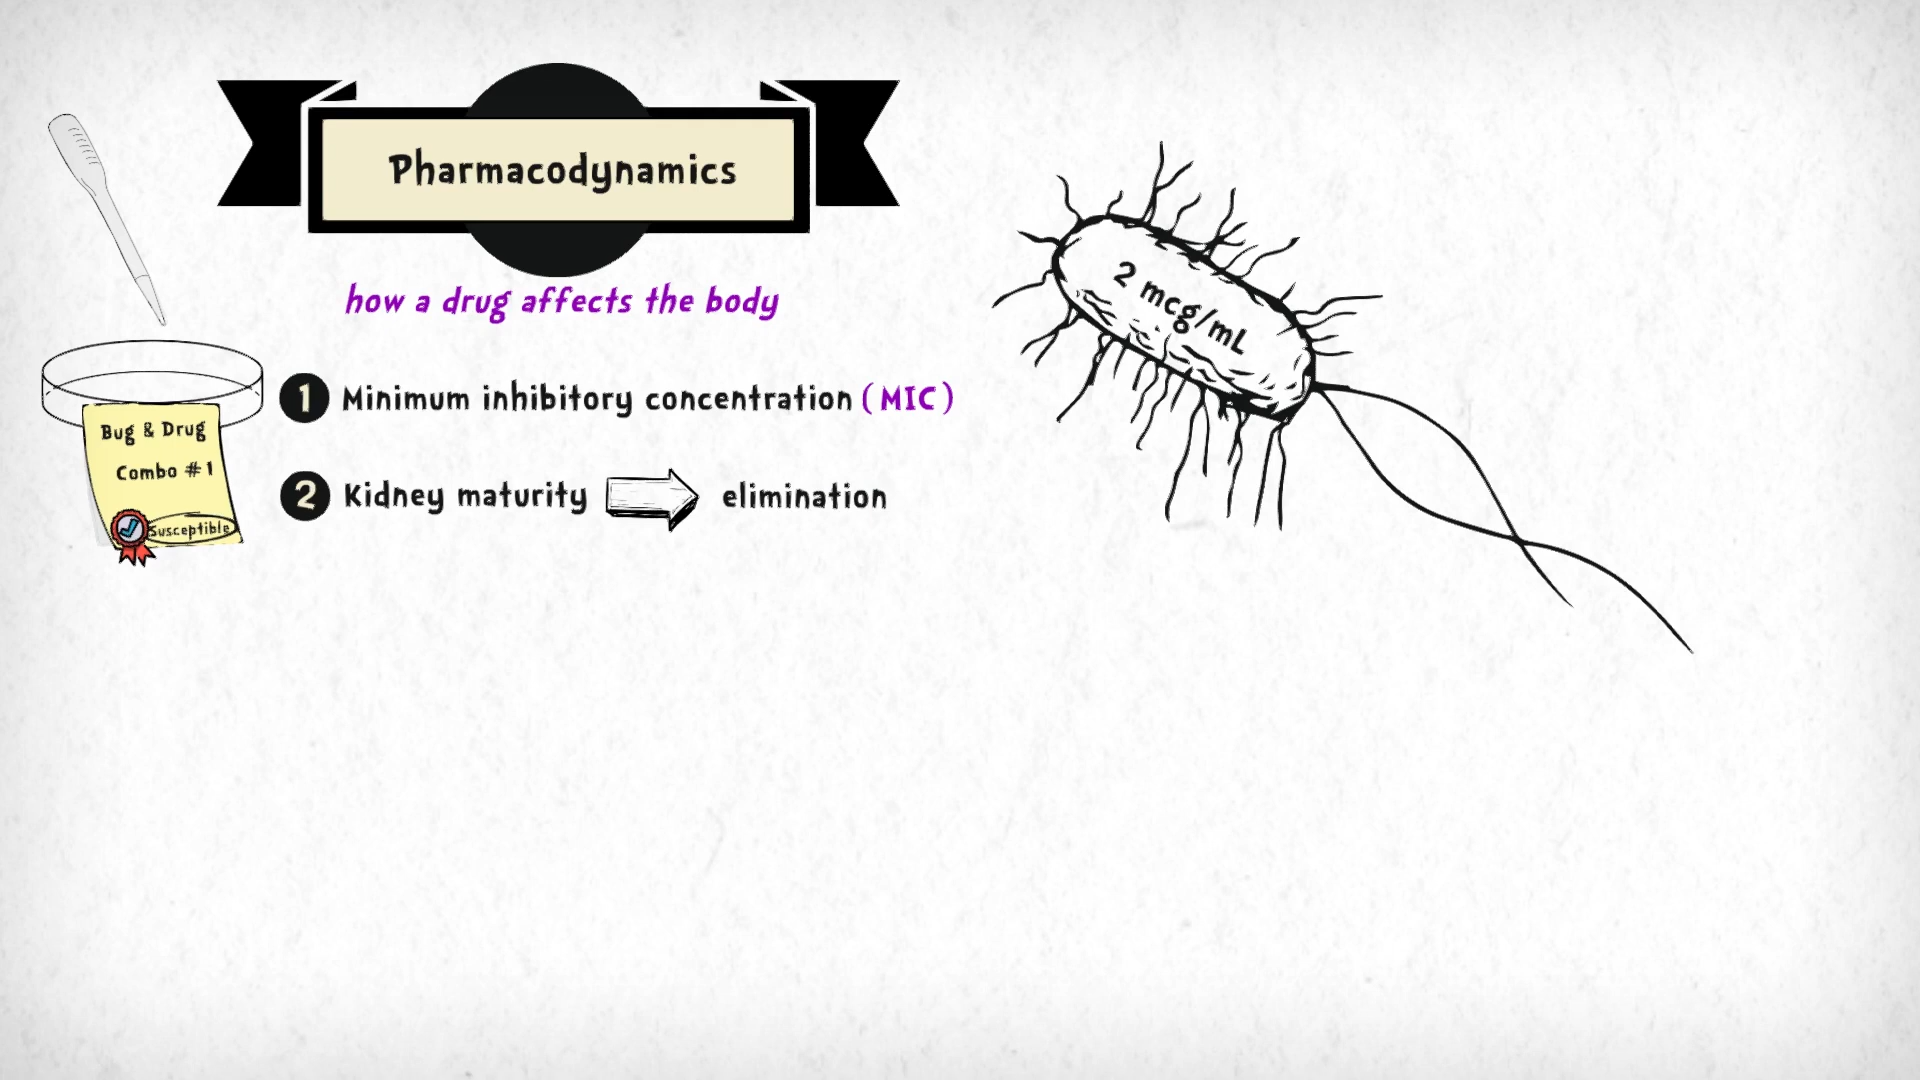 Pharmacodynamics
how a drug affects the body
1 Minimum inhibitory concentration (MIC)
2 Kidney maturity elimination
Bug & Drug
Combo #1
Susceptible
2 mcg/mL